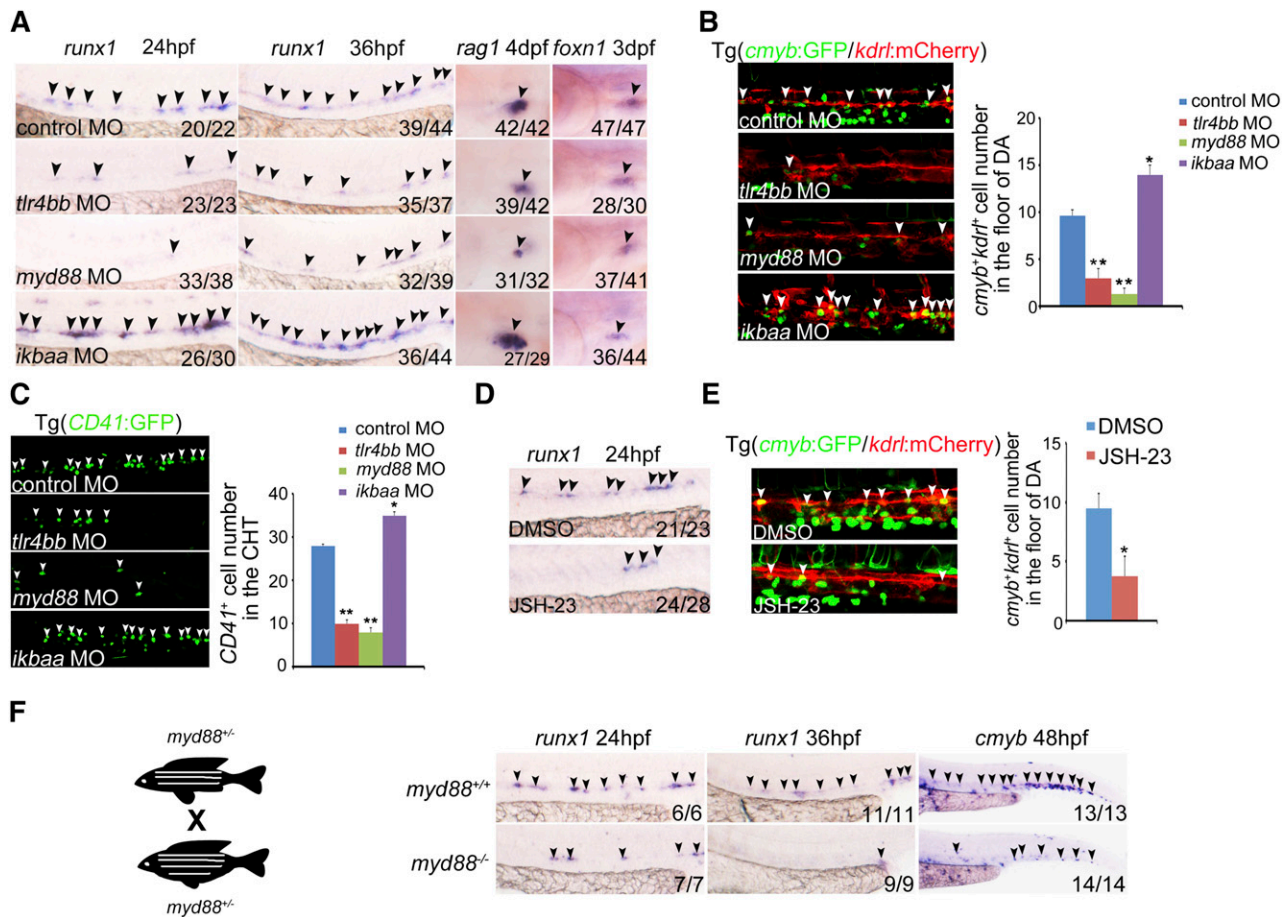 A
runx1 24hpf
runx1 36hpf
rag1 4dpf
foxn1 3dpf
control MO
20/22
39/44
42/42
47/47
tlr4bb MO
23/23
35/37
39/42
28/30
myd88 MO
33/38
32/39
31/32
37/41
ikbaa MO
26/30
36/44
27/29
36/44
B
Tg(cmyb:GFP/kdrl:mCherry)
control MO
tlr4bb MO
myd88 MO
ikbaa MO
cmyb+kdrl+ cell number
in the floor of DA
20
15
10
5
0
**
**
*
control MO
tlr4bb MO
myd88 MO
ikbaa MO
C
Tg(CD41:GFP)
control MO
tlr4bb MO
myd88 MO
ikbaa MO
CD41+ cell number
in the CHT
40
30
20
10
0
**
**
*
control MO
tlr4bb MO
myd88 MO
ikbaa MO
D
runx1 24hpf
DMSO
21/23
JSH-23
24/28
E
Tg(cmyb:GFP/kdrl:mCherry)
DMSO
JSH-23
cmyb+kdrl+ cell number
in the floor of DA
15
10
5
0
*
DMSO
JSH-23
F
myd88+/-
X
myd88+/-
runx1 24hpf
runx1 36hpf
cmyb 48hpf
myd88+/+
6/6
11/11
13/13
myd88-/-
7/7
9/9
14/14